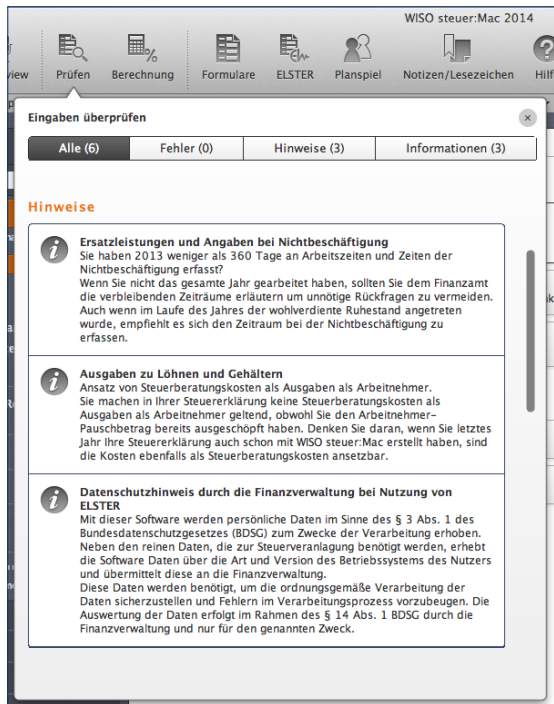 WISO steuer:Mac 2014
view Prüfen Berechnung Formulare ELSTER Planspiel Notizen/Lesezeichen Hilf
Eingaben überprüfen
Alle (6) Fehler (0) Hinweise (3) Informationen (3)
Hinweise
Ersatzleistungen und Angaben bei Nichtbeschäftigung
Sie haben 2013 weniger als 360 Tage an Arbeitszeiten und Zeiten der
Nichtbeschäftigung erfasst?
Wenn Sie nicht das gesamte Jahr gearbeitet haben, sollten Sie dem Finanzamt
die verbleibenden Zeiträume erläutern um unnötige Rückfragen zu vermeiden.
Auch wenn im Laufe des Jahres der wohlverdiente Ruhestand angetreten
wurde, empfiehlt es sich den Zeitraum bei der Nichtbeschäftigung zu
erfassen.
Ausgaben zu Löhnen und Gehältern
Ansatz von Steuerberatungskosten als Ausgaben als Arbeitnehmer.
Sie machen in Ihrer Steuererklärung keine Steuerberatungskosten als
Ausgaben als Arbeitnehmer geltend, obwohl Sie den Arbeitnehmer-
Pauschbetrag bereits ausgeschöpft haben. Denken Sie daran, wenn Sie letztes
Jahr Ihre Steuererklärung auch schon mit WISO steuer:Mac erstellt haben, sind
die Kosten ebenfalls als Steuerberatungskosten ansetzbar.
Datenschutzhinweis durch die Finanzverwaltung bei Nutzung von
ELSTER
Mit dieser Software werden persönliche Daten im Sinne des § 3 Abs. 1 des
Bundesdatenschutzgesetzes (BDSG) zum Zwecke der Verarbeitung erhoben.
Neben den reinen Daten, die zur Steuerveranlagung benötigt werden, erhebt
die Software Daten über die Art und Version des Betriebssystems des Nutzers
und übermittelt diese an die Finanzverwaltung.
Diese Daten werden benötigt, um die ordnungsgemäße Verarbeitung der
Daten sicherzustellen und Fehlern im Verarbeitungsprozess vorzubeugen. Die
Auswertung der Daten erfolgt im Rahmen des § 14 Abs. 1 BDSG durch die
Finanzverwaltung und nur für den genannten Zweck.